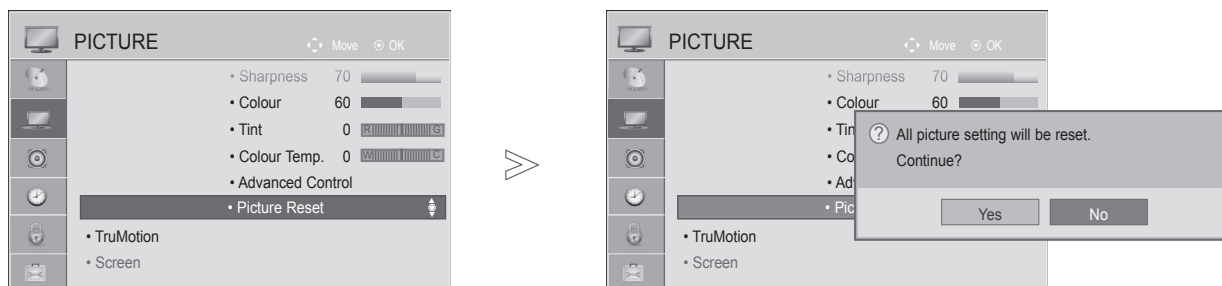 PICTURE
Move OK
• Sharpness 70
• Colour 60
• Tint 0 R G
• Colour Temp. 0 W C
• Advanced Control
• Picture Reset
• TruMotion
• Screen
PICTURE
Move OK
• Sharpness 70
• Colour 60
• Tin
• Co
• Ad
• Pic
? All picture setting will be reset.
Continue?
Yes No
• TruMotion
• Screen